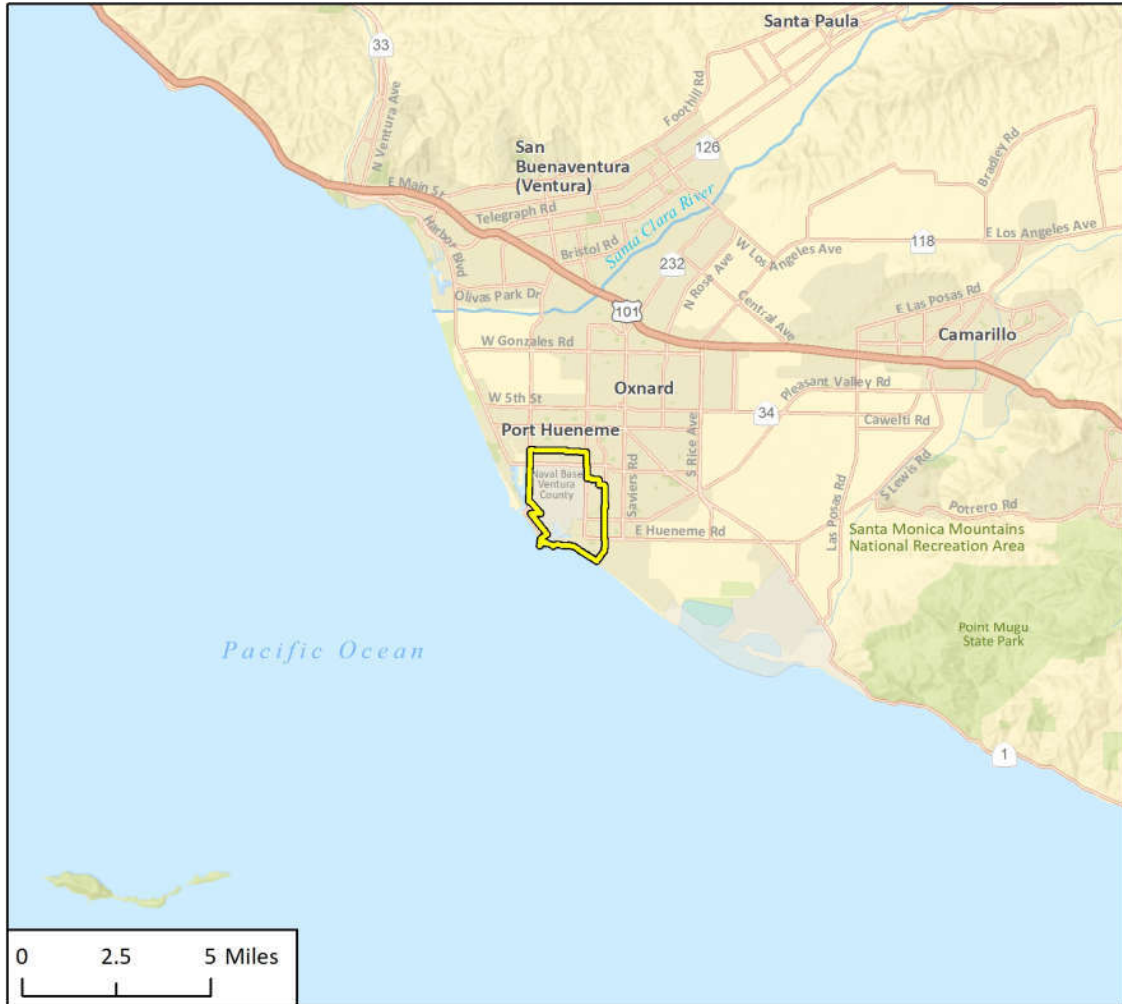 Santa Paula
33
N Ventura Ave
Foothill Rd
126
San
Buenaventura
(Ventura)
Bradley Rd
E Main St
Telegraph Rd
Santa Clara River
Harbor Blvd
Bristol Rd
W Los Angeles Ave
118
E Los Angeles Ave
232
N Rose Ave
Olivas Park Dr
Central Ave
E Las Posas Rd
101
Camarillo
W Gonzales Rd
Oxnard
Pleasant Valley Rd
W 5th St
34
Cawelti Rd
Port Hueneme
S Rice Ave
Saviers Rd
Naval Base
Ventura
County
S Lewis Rd
Las Posas Rd
Potrero Rd
E Hueneme Rd
Santa Monica Mountains
National Recreation Area
Point Mugu
State Park
Pacific Ocean
1
0 2.5 5 Miles